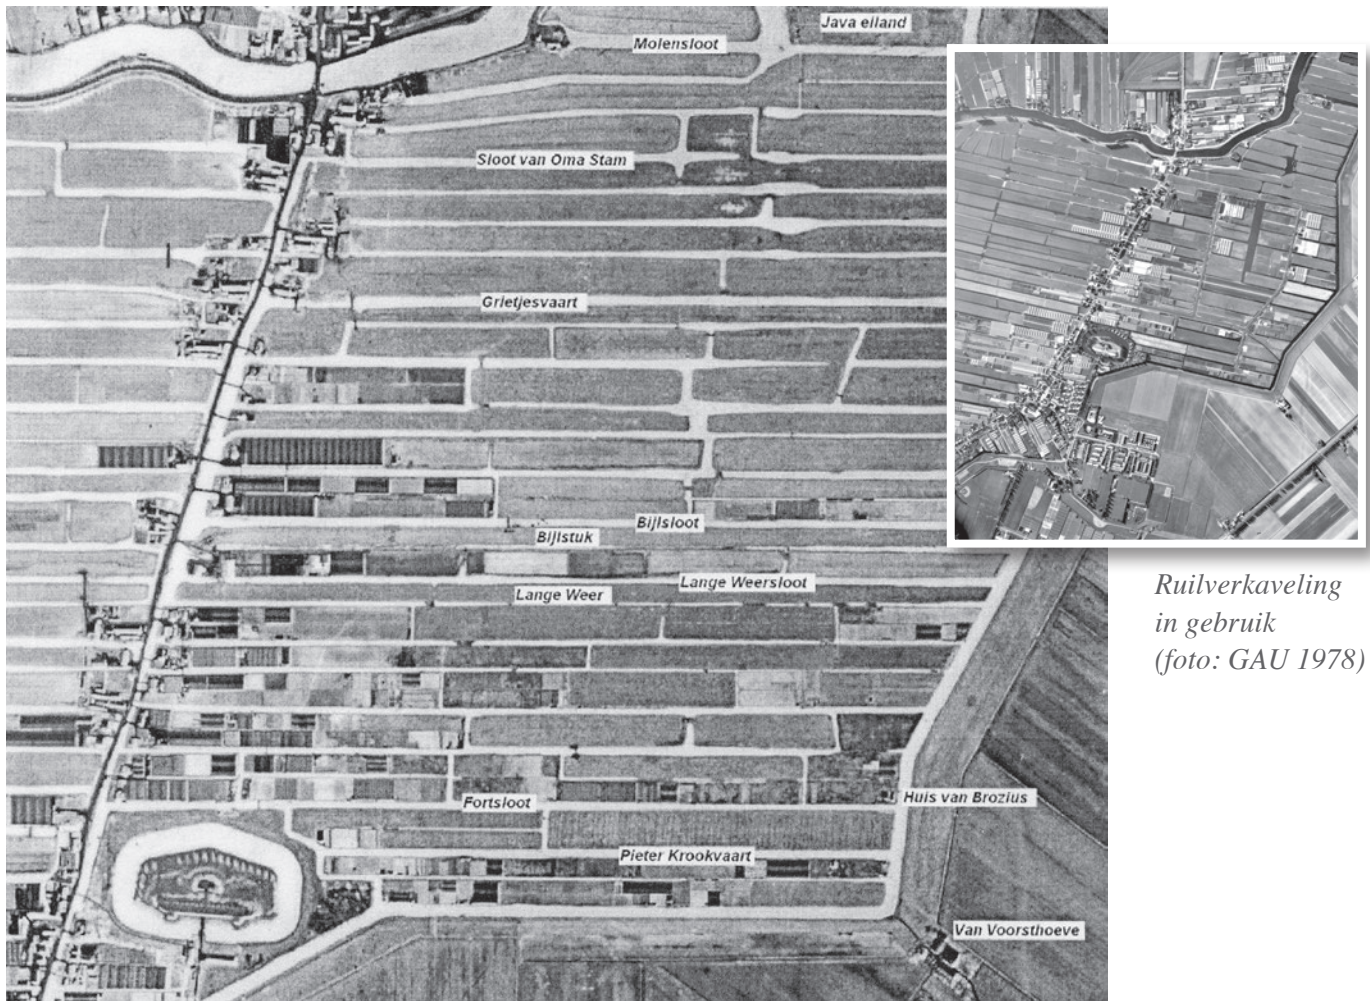 Java eiland
Molensloot
Sloot van Oma Stam
Grietjesvaart
Bijlsloot
Bijlstuk
Lange Weersloot
Lange Weer
Fortsloot
Huis van Brozius
Pieter Krookvaart
Van Voorsthoeve
Ruilverkaveling
in gebruik
(foto: GAU 1978)